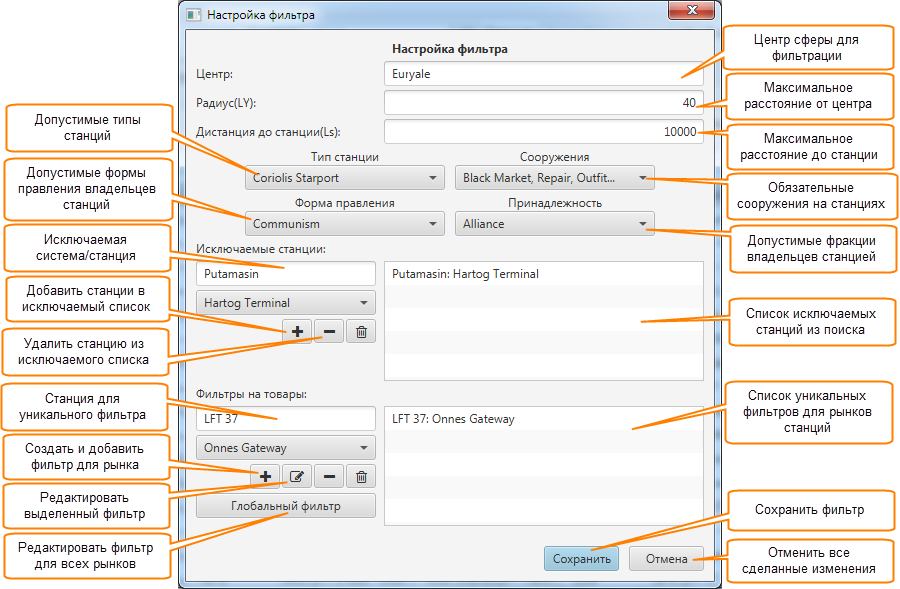 Настройка фильтра
Настройка фильтра
Центр:
Euryale
Радиус(LY):
40
Дистанция до станции(Ls):
10000
Тип станции
Сооружения
Coriolis Starport
Black Market, Repair, Outfit...
Форма правления
Принадлежность
Communism
Alliance
Исключаемые станции:
Putamasin
Hartog Terminal
Putamasin: Hartog Terminal
Фильтры на товары:
LFT 37
Onnes Gateway
LFT 37: Onnes Gateway
Глобальный фильтр
Сохранить
Отмена
Допустимые типы
станций
Допустимые формы
правления владельцев
станций
Исключаемая
система/станция
Добавить станции в
исключаемый список
Удалить станцию из
исключаемого списка
Станция для
уникального фильтра
Создать и добавить
фильтр для рынка
Редактировать
выделенный фильтр
Редактировать фильтр
для всех рынков
Центр сферы для
фильтрации
Максимальное
расстояние от центра
Максимальное
расстояние до станции
Обязательные
сооружения на станциях
Допустимые фракции
владельцев станцией
Список исключаемых
станций из поиска
Список уникальных
фильтров для рынков
станций
Сохранить фильтр
Отменить все
сделанные изменения